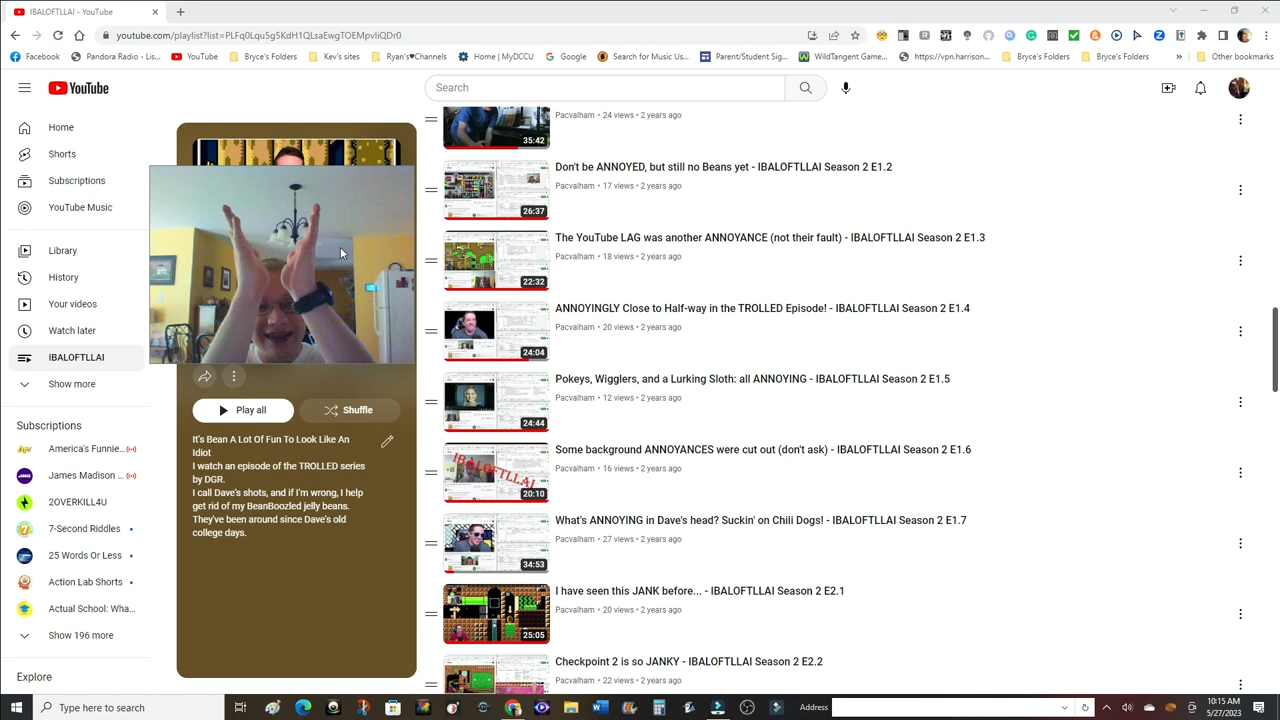 IBALOFTLLAI - YouTube
youtube.com/playlist?list=PLFq0Lqu5g5KdH1QLsaEwgTOEMpvIiQDr0
Facebook
Pandora Radio - Lis...
YouTube
Bryce's Folders
Kev's sites
Ryan's♥Channels
Home | MyDCCU
Google
Search for Music Us...
Parent/Student Sig...
WildTangent Game...
https://vpn.harrison...
Bryce's Folders
Bryce's Folders
»
Other bookmarks
YouTube
Search
Home
Shorts
Library
History
Your videos
Watch later
IBALOFTLLAI
Show more
Subscriptions
7-Second Riddles
25 Words or Less
Action Lab Shorts
Actual School: Wha...
Show 196 more
Explore
Play all
Shuffle
It's Bean A Lot Of Fun To Look Like An
Idiot
I watch an episode of the TROLLED series
by DGR.
I call Dave's shots, and if I'm wrong, I help
get rid of my BeanBoozled jelly beans.
They've been around since Dave's old
college days.
35:42
Pacvalham • 24 views • 2 years ago
26:37
Don't be ANNOYED, but still no Beans yet - IBALOFTLLAI Season 2 E1.2
Pacvalham • 17 views • 2 years ago
22:32
The YouTube LAG was another ANNOYANCE (not their fault) - IBALOFTLLAI Season 2 E1.3
Pacvalham • 18 views • 2 years ago
24:04
ANNOYINGLY Close to Half-way in the TROLLED Episode! - IBALOFTLLAI Season 2 E1.4
Pacvalham • 20 views • 2 years ago
24:44
Pokeys, Wigglers, and a winking Sloth: all ANNOYING - IBALOFTLLAI Season 2 E1.5
Pacvalham • 12 views • 2 years ago
IBALOFTLLAI
20:10
Some background ANNOYANCES were cut out (don't ask) - IBALOFTLLAI Season 2 E1.6
Pacvalham • 16 views • 2 years ago
34:53
What's ANNOYING in Dave's head? Suckin' on the eggs! - IBALOFTLLAI Season 2 E1.7
Pacvalham • 27 views • 2 years ago
25:05
I have seen this JANK before... - IBALOFTLLAI Season 2 E2.1
Pacvalham • 20 views • 2 years ago
Checkpoint 2 is so JANKY - IBALOFTLLAI Season 2 E2.2
Pacvalham • 22 views • 2 years ago
Type here to search
Address
10:15 AM
5/27/2023